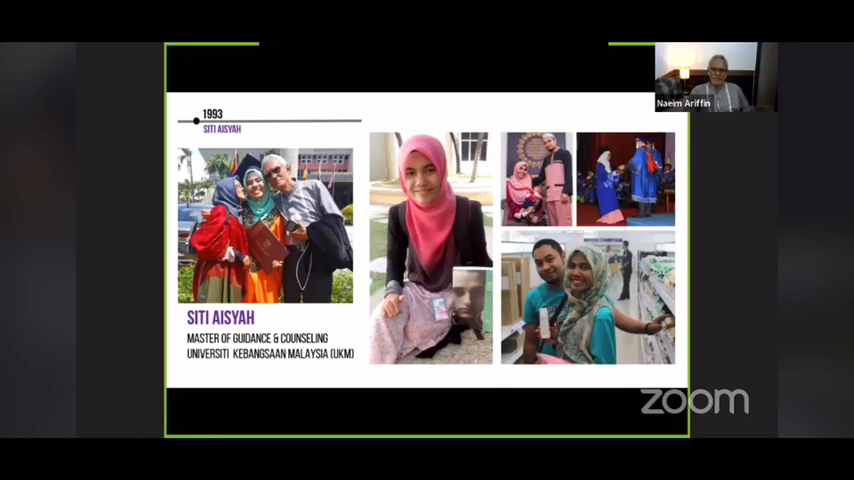 Naeim Ariffin
1993
SITI AISYAH
SITI AISYAH
MASTER OF GUIDANCE & COUNSELING
UNIVERSITI KEBANGSAAN MALAYSIA (UKM)
zoom